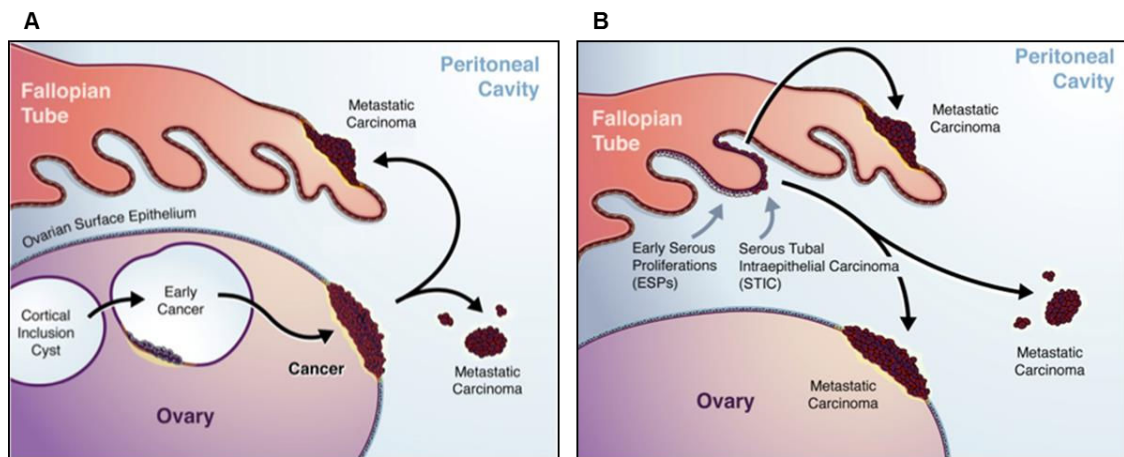 A
Fallopian
Tube
Peritoneal
Cavity
Metastatic
Carcinoma
Ovarian Surface Epithelium
Cortical
Inclusion
Cyst
Early
Cancer
Cancer
Metastatic
Carcinoma
Ovary
B
Fallopian
Tube
Peritoneal
Cavity
Metastatic
Carcinoma
Early Serous
Proliferations
(ESPs)
Serous Tubal
Intraepithelial Carcinoma
(STIC)
Metastatic
Carcinoma
Metastatic
Carcinoma
Ovary